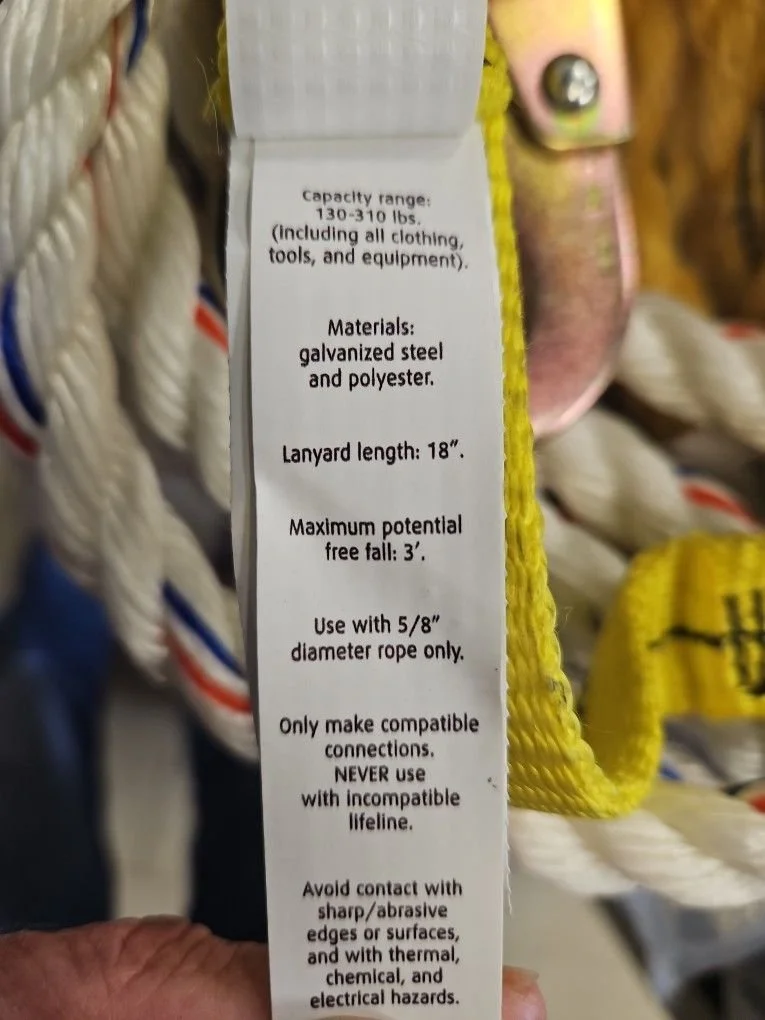 Capacity range:
130-310 lbs.
(including all clothing,
tools, and equipment).
Materials:
galvanized steel
and polyester.
Lanyard length: 18".
Maximum potential
free fall: 3'.
Use with 5/8"
diameter rope only.
Only make compatible
connections.
NEVER use
with incompatible
lifeline.
Avoid contact with
sharp/abrasive
edges or surfaces,
and with thermal,
chemical, and
electrical hazards.